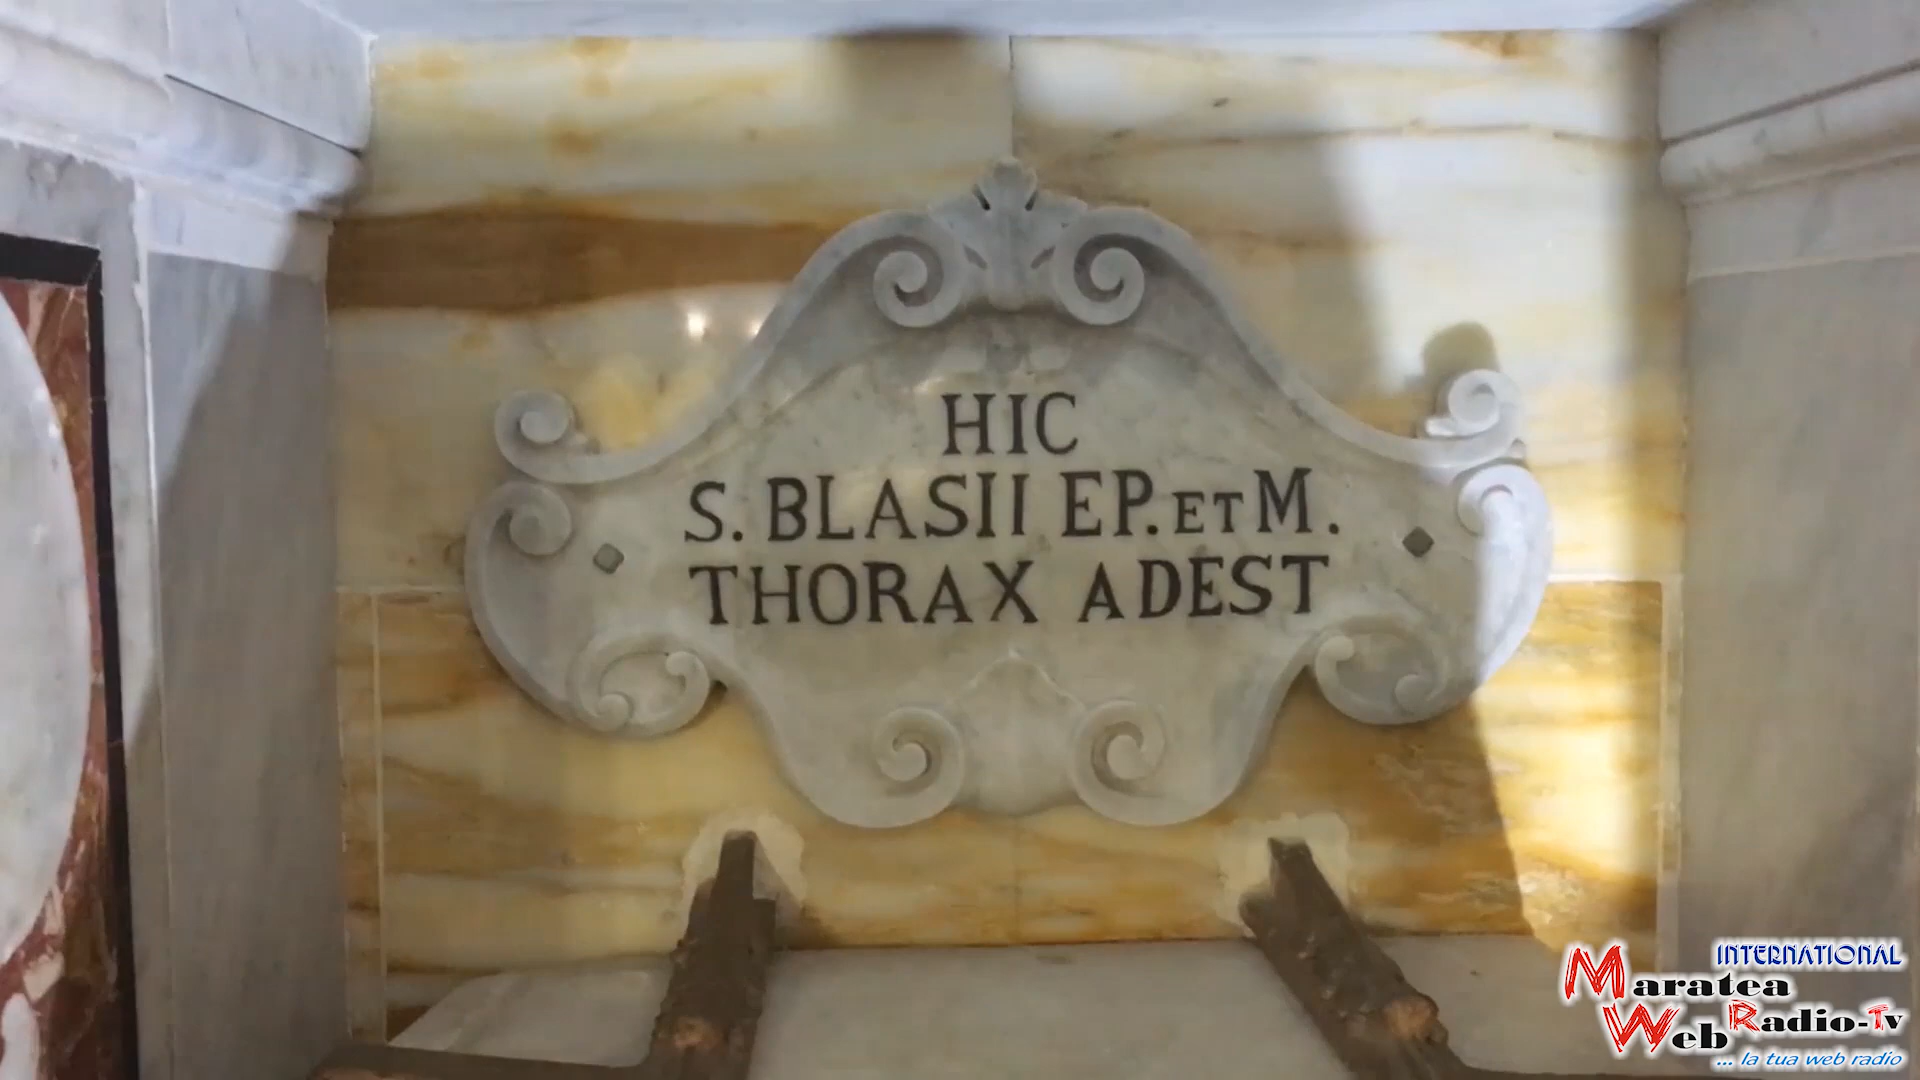 HIC
S. BLASII EP. ET M.
THORAX ADEST
INTERNATIONAL
Maratea
Web Radio-Tv
... la tua web radio